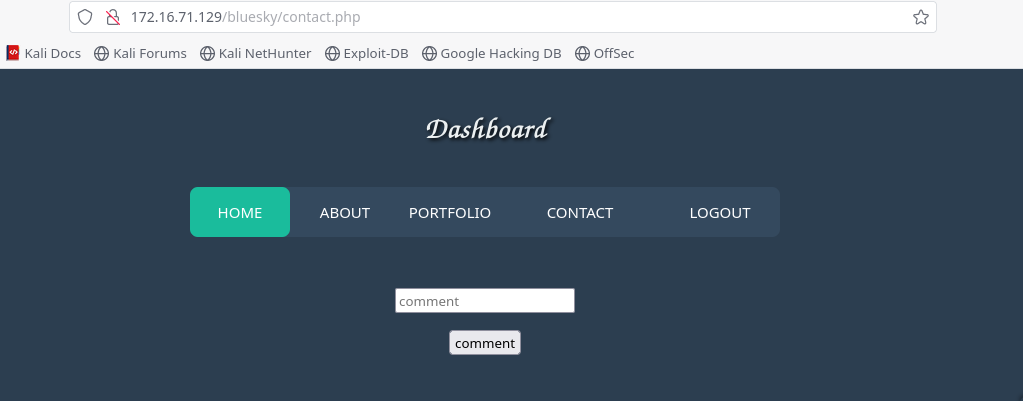 172.16.71.129/bluesky/contact.php
Kali Docs Kali Forums Kali NetHunter Exploit-DB Google Hacking DB OffSec
Dashboard
HOME ABOUT PORTFOLIO CONTACT LOGOUT
comment
comment